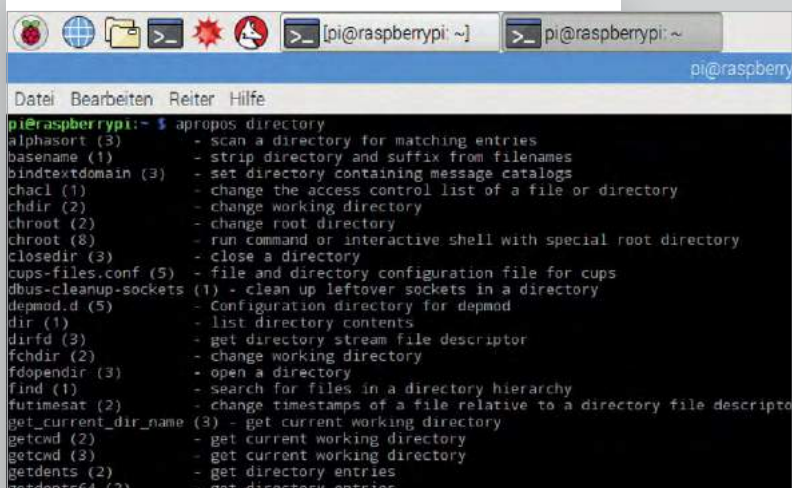 [pi@raspberrypi: ~]
pi@raspberrypi: ~
pi@raspberry
Datei Bearbeiten Reiter Hilfe
pi@raspberrypi:~ $ apropos directory
alphasort (3) - scan a directory for matching entries
basename (1) - strip directory and suffix from filenames
bindtextdomain (3) - set directory containing message catalogs
chacl (1) - change the access control list of a file or directory
chdir (2) - change working directory
chroot (2) - change root directory
chroot (8) - run command or interactive shell with special root directory
closedir (3) - close a directory
cups-files.conf (5) - file and directory configuration file for cups
dbus-cleanup-sockets (1) - clean up leftover sockets in a directory
depmod.d (5) - Configuration directory for depmod
dir (1) - list directory contents
dirfd (3) - get directory stream file descriptor
fchdir (2) - change working directory
fdopendir (3) - open a directory
find (1) - search for files in a directory hierarchy
futimesat (2) - change timestamps of a file relative to a directory file descripto
get_current_dir_name (3) - get current working directory
getcwd (2) - get current working directory
getcwd (3) - get current working directory
getdents (2) - get directory entries
getdents64 (2) - get directory entries